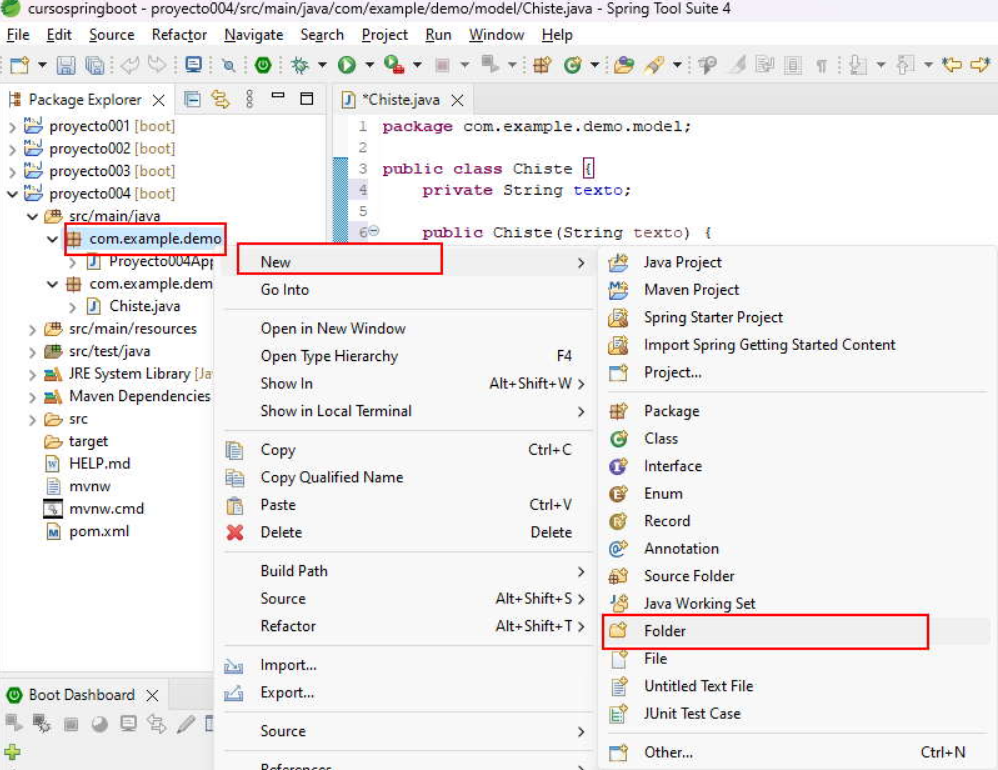 cursospringboot - proyecto004/src/main/java/com/example/demo/model/Chiste.java - Spring Tool Suite 4
File Edit Source Refactor Navigate Search Project Run Window Help
Package Explorer
*Chiste.java
proyecto001 [boot]
proyecto002 [boot]
proyecto003 [boot]
proyecto004 [boot]
src/main/java
com.example.demo
Proyecto004App
com.example.dem
Chiste.java
src/main/resources
src/test/java
JRE System Library [Ja
Maven Dependencies
src
target
HELP.md
mvnw
mvnw.cmd
pom.xml
Boot Dashboard
1 package com.example.demo.model;
2
3 public class Chiste {
4 private String texto;
5
6 public Chiste(String texto) {
New
Go Into
Open in New Window
Open Type Hierarchy F4
Show In Alt+Shift+W
Show in Local Terminal
Copy Ctrl+C
Copy Qualified Name
Paste Ctrl+V
Delete Delete
Build Path
Source Alt+Shift+S
Refactor Alt+Shift+T
Import...
Export...
Source
References
Java Project
Maven Project
Spring Starter Project
Import Spring Getting Started Content
Project...
Package
Class
Interface
Enum
Record
Annotation
Source Folder
Java Working Set
Folder
File
Untitled Text File
JUnit Test Case
Other... Ctrl+N